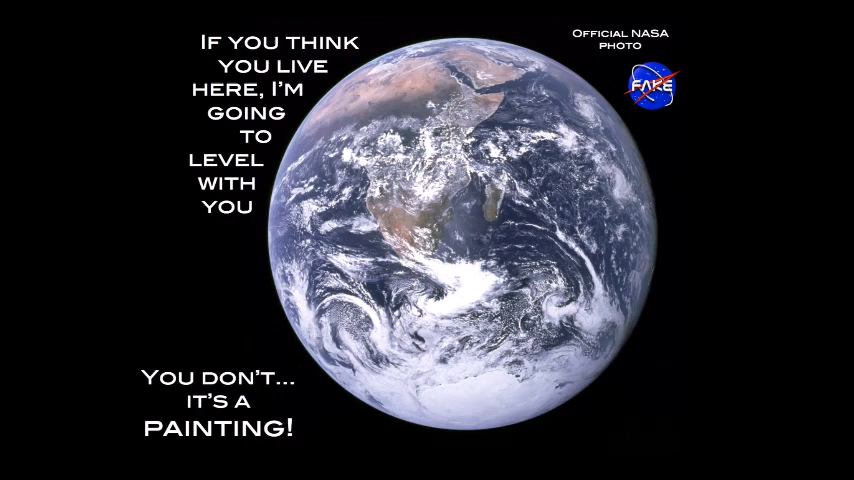 If you think
you live
here, I'm
going
to
level
with
you
Official NASA
photo
FAKE
You don't...
it's a
painting!